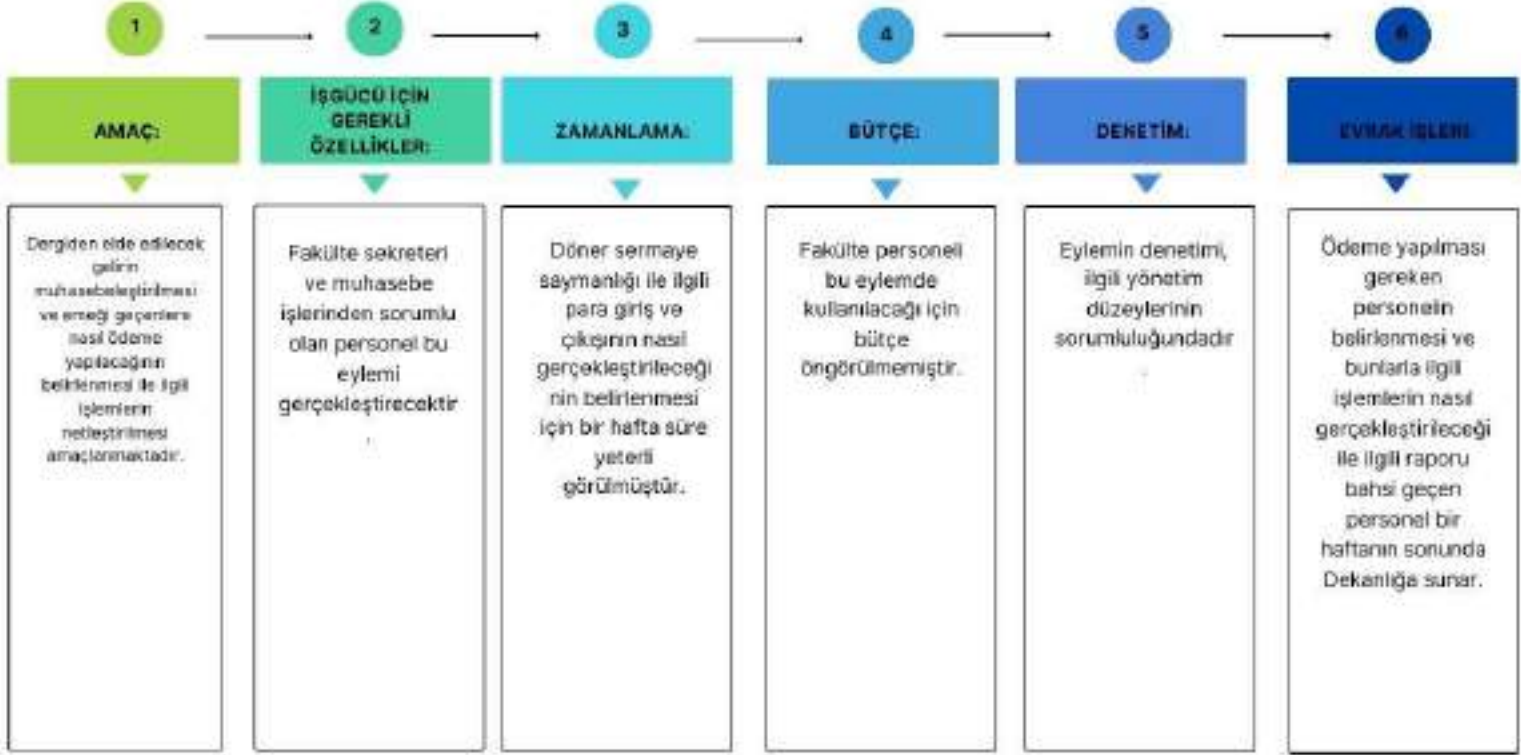 1
2
3
4
5
6
AMAÇ:
İŞGÜCÜ İÇİN
GEREKLİ
ÖZELLİKLER:
ZAMANLAMA:
BÜTÇE:
DENETİM:
EVRAK İŞLERİ:
Dergiden elde edilecek
gelirin
muhasebeleştirilmesi
ve emeği geçenlere
nasıl ödeme
yapılacağının
belirlenmesi ile ilgili
işlemlerin
netleştirilmesi
amaçlanmaktadır.
Fakülte sekreteri
ve muhasebe
işlerinden sorumlu
olan personel bu
eylemi
gerçekleştirecektir
.
Döner sermaye
saymanlığı ile ilgili
para giriş ve
çıkışının nasıl
gerçekleştirileceği
nin belirlenmesi
için bir hafta süre
yeterli
görülmüştür.
Fakülte personeli
bu eylemde
kullanılacağı için
bütçe
öngörülmemiştir.
Eylemin denetimi,
ilgili yönetim
düzeylerinin
sorumluluğundadır
.
Ödeme yapılması
gereken
personelin
belirlenmesi ve
bunlarla ilgili
işlemlerin nasıl
gerçekleştirileceği
ile ilgili raporu
bahsi geçen
personel bir
haftanın sonunda
Dekanlığa sunar.